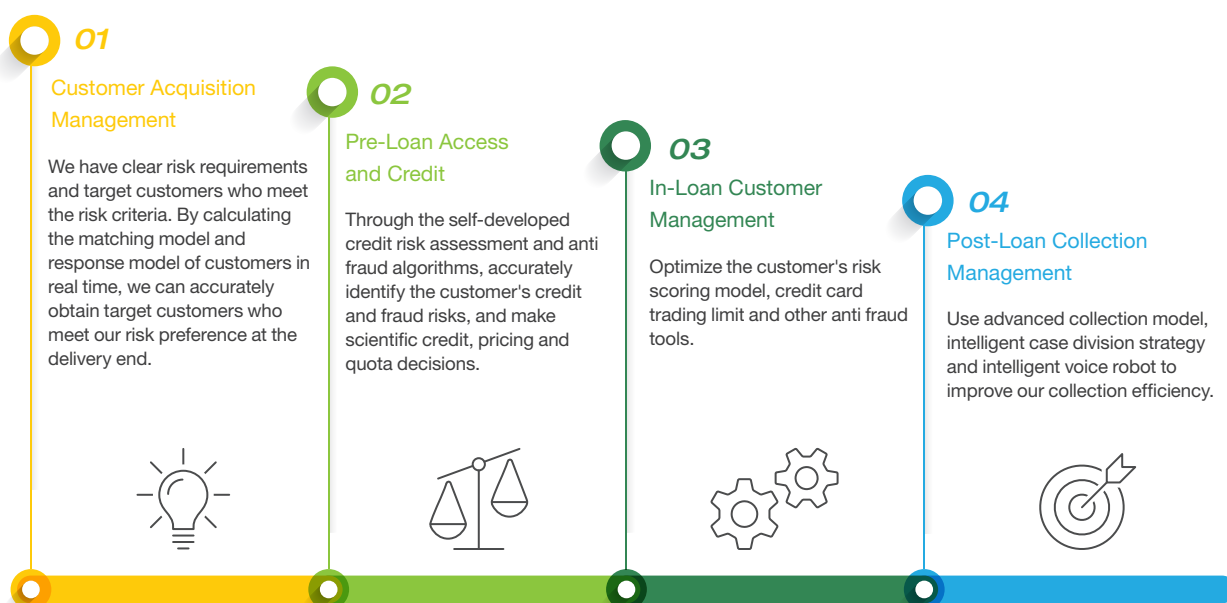 01
Customer Acquisition
Management
We have clear risk requirements
and target customers who meet
the risk criteria. By calculating
the matching model and
response model of customers in
real time, we can accurately
obtain target customers who
meet our risk preference at the
delivery end.
02
Pre-Loan Access
and Credit
Through the self-developed
credit risk assessment and anti
fraud algorithms, accurately
identify the customer's credit
and fraud risks, and make
scientific credit, pricing and
quota decisions.
03
In-Loan Customer
Management
Optimize the customer's risk
scoring model, credit card
trading limit and other anti fraud
tools.
04
Post-Loan Collection
Management
Use advanced collection model,
intelligent case division strategy
and intelligent voice robot to
improve our collection efficiency.